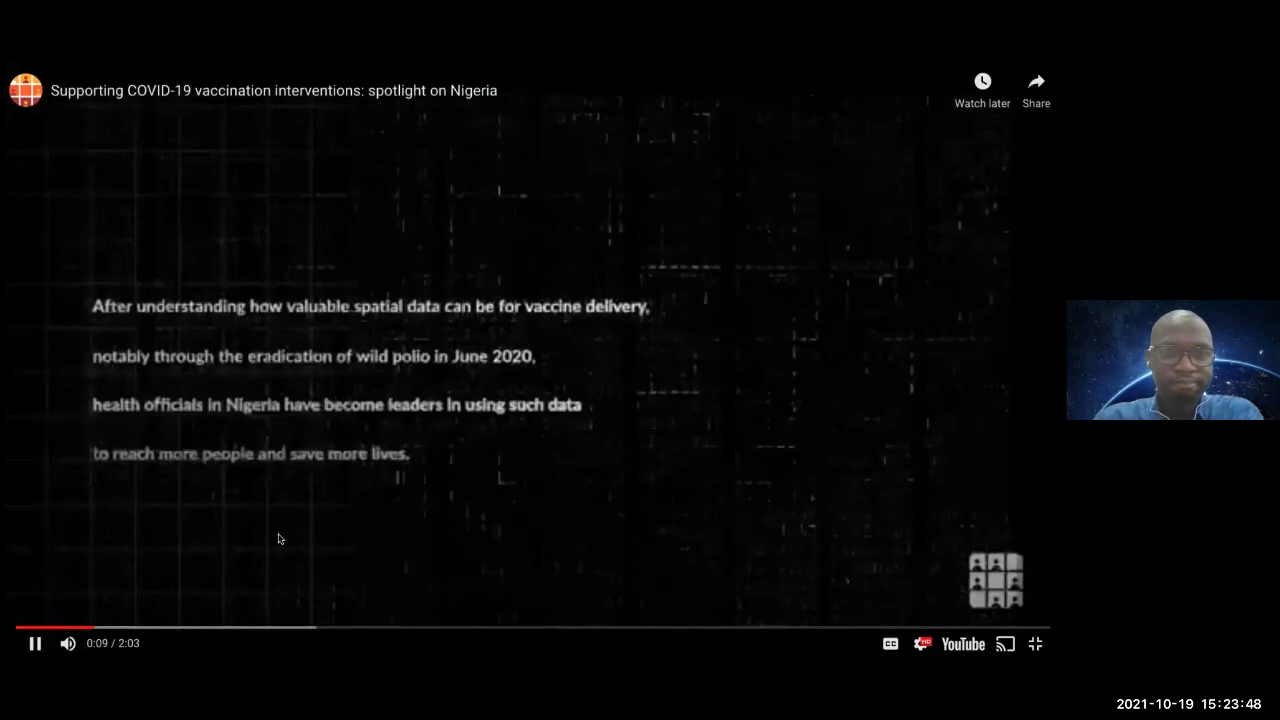 Supporting COVID-19 vaccination interventions: spotlight on Nigeria
Watch later
Share
After understanding how valuable spatial data can be for vaccine delivery,
notably through the eradication of wild polio in June 2020,
health officials in Nigeria have become leaders in using such data
to reach more people and save more lives.
0:09 / 2:03
CC
HD
YouTube
2021-10-19 15:23:48